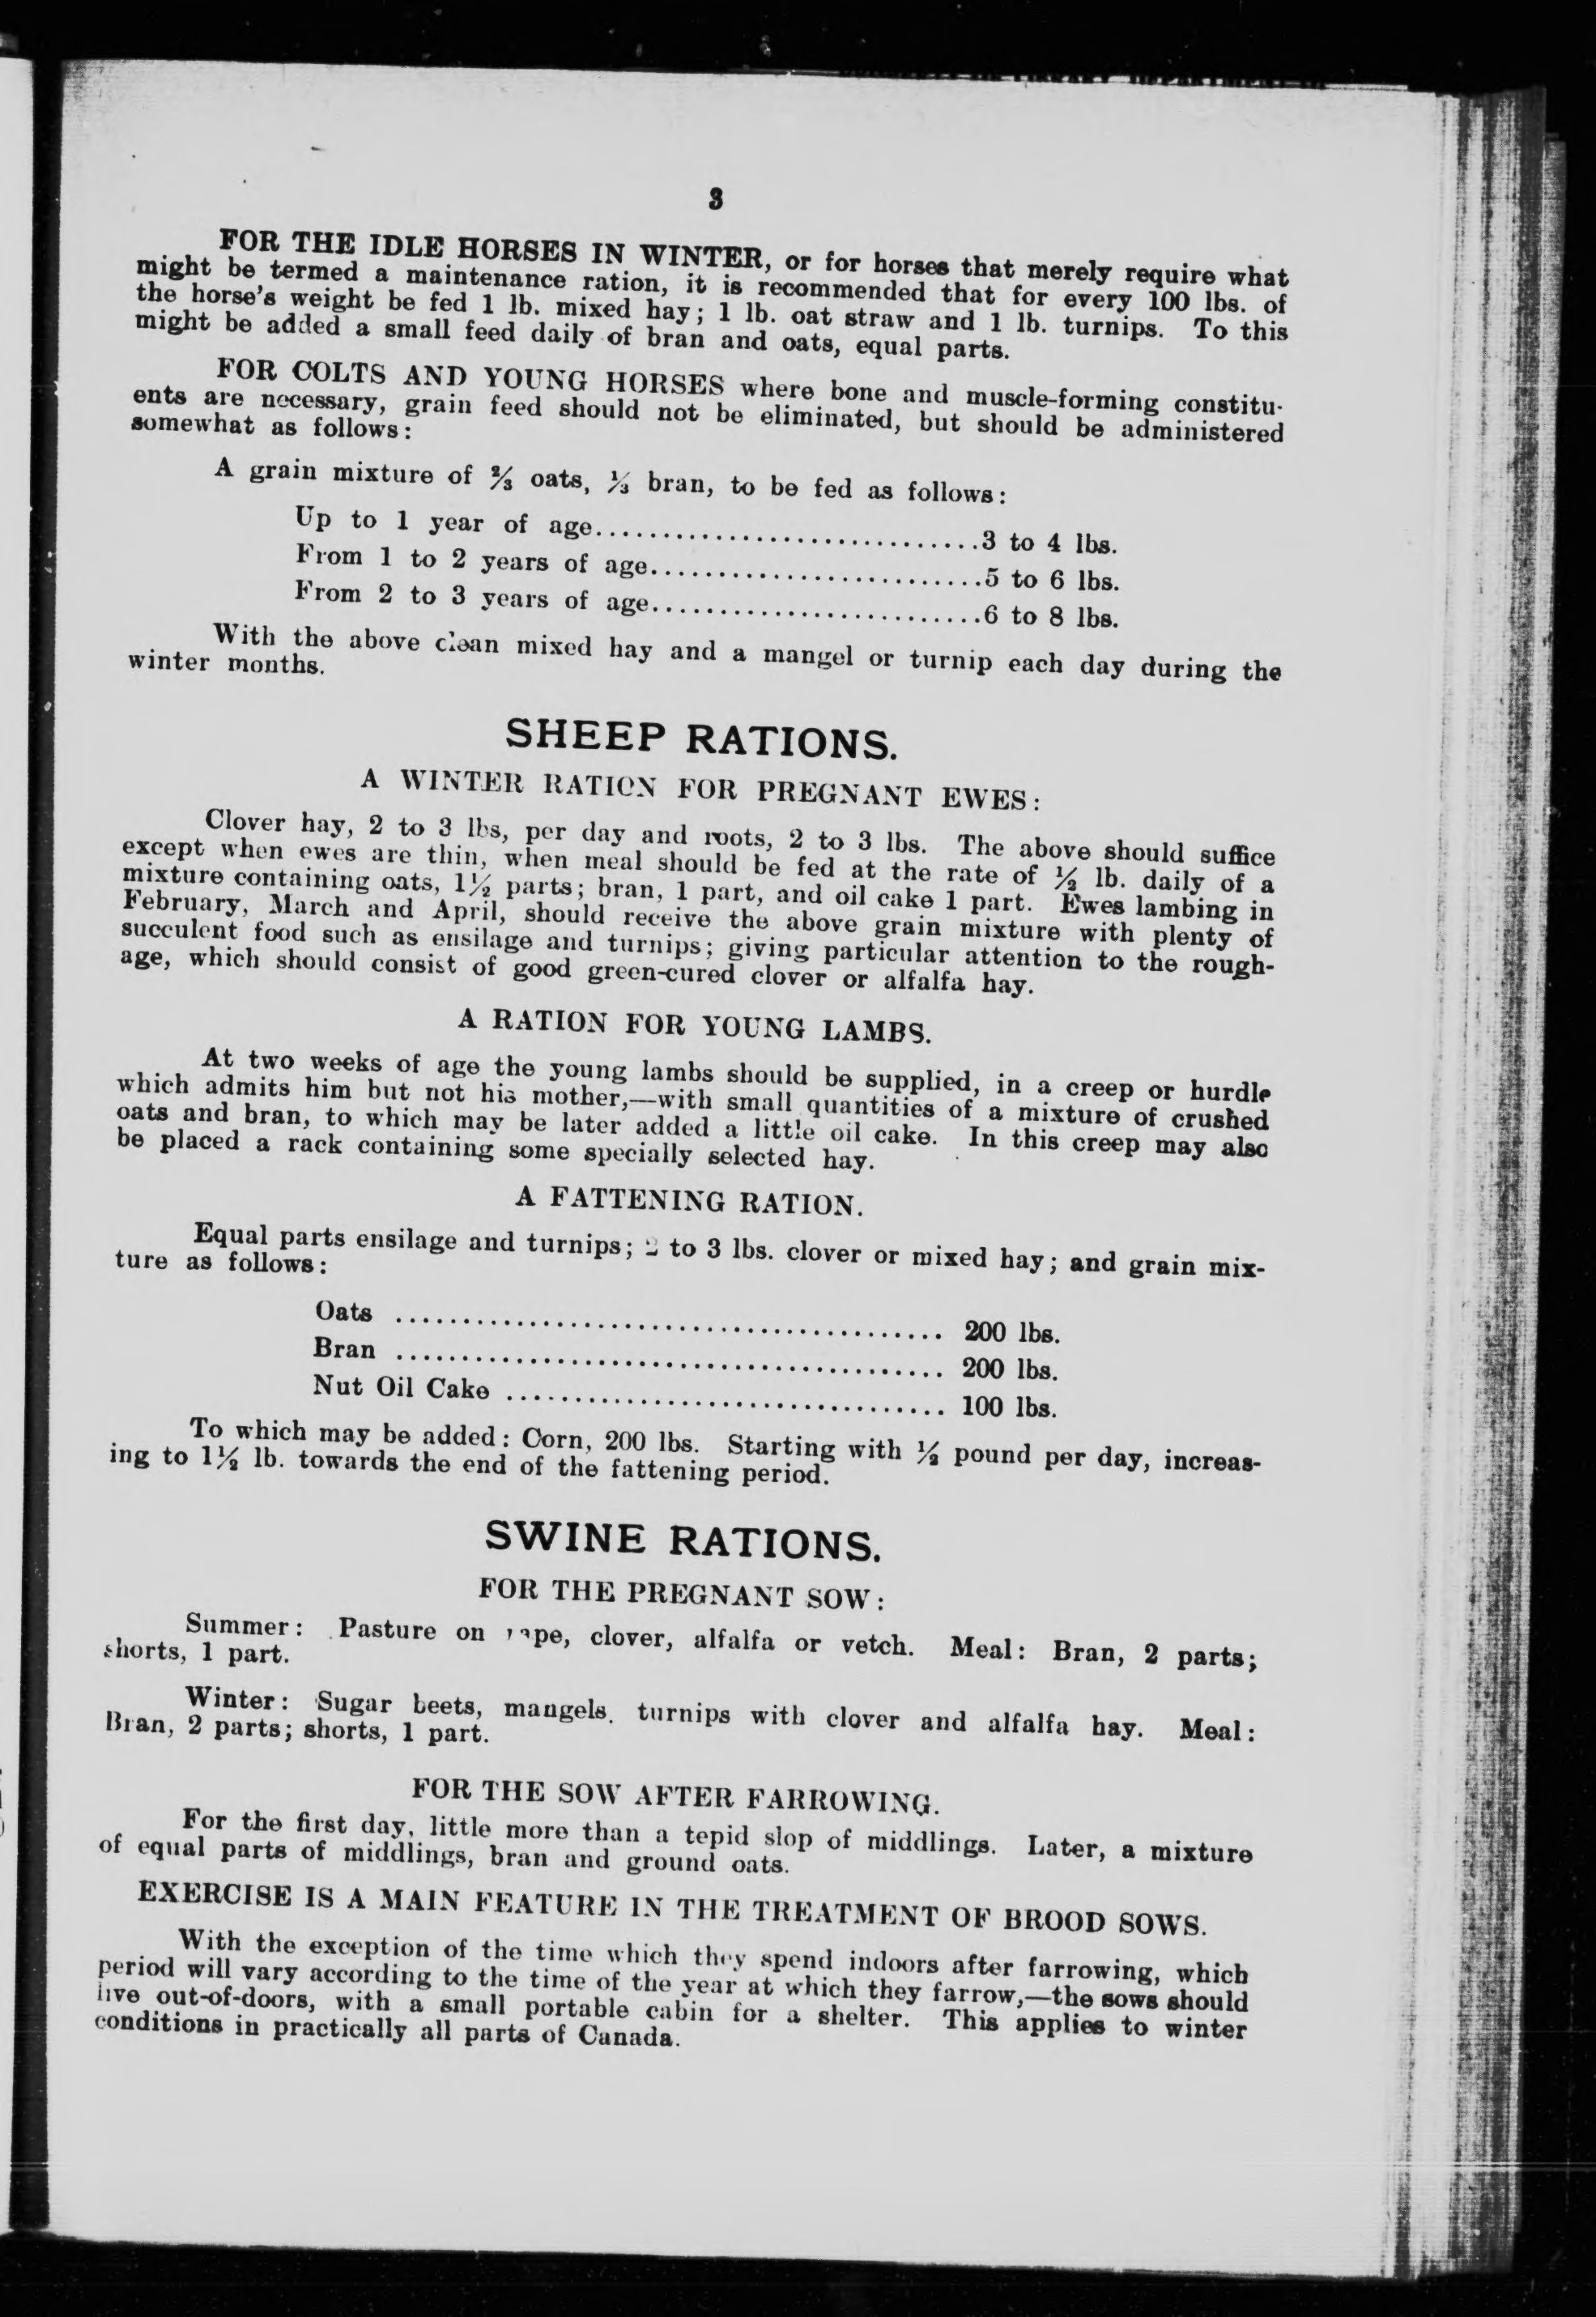 3
FOR THE IDLE HORSES IN WINTER, or for horses that merely require what
might be termed a maintenance ration, it is recommended that for every 100 lbs. of
the horse's weight be fed 1 lb. mixed hay; 1 lb. oat straw and 1 lb. turnips. To this
might be added a small feed daily of bran and oats, equal parts.
FOR COLTS AND YOUNG HORSES where bone and muscle-forming constitu-
ents are necessary, grain feed should not be eliminated, but should be administered
somewhat as follows:
A grain mixture of ⅔ oats, ⅓ bran, to be fed as follows:
Up to 1 year of age..............................3 to 4 lbs.
From 1 to 2 years of age..........................5 to 6 lbs.
From 2 to 3 years of age..........................6 to 8 lbs.
With the above clean mixed hay and a mangel or turnip each day during the
winter months.
SHEEP RATIONS.
A WINTER RATION FOR PREGNANT EWES:
Clover hay, 2 to 3 lbs, per day and roots, 2 to 3 lbs. The above should suffice
except when ewes are thin, when meal should be fed at the rate of ½ lb. daily of a
mixture containing oats, 1½ parts; bran, 1 part, and oil cake 1 part. Ewes lambing in
February, March and April, should receive the above grain mixture with plenty of
succulent food such as ensilage and turnips; giving particular attention to the rough-
age, which should consist of good green-cured clover or alfalfa hay.
A RATION FOR YOUNG LAMBS.
At two weeks of age the young lambs should be supplied, in a creep or hurdle
which admits him but not his mother,—with small quantities of a mixture of crushed
oats and bran, to which may be later added a little oil cake. In this creep may also
be placed a rack containing some specially selected hay.
A FATTENING RATION.
Equal parts ensilage and turnips; 2 to 3 lbs. clover or mixed hay; and grain mix-
ture as follows:
Oats ......................................... 200 lbs.
Bran ......................................... 200 lbs.
Nut Oil Cake ................................. 100 lbs.
To which may be added: Corn, 200 lbs. Starting with ½ pound per day, increas-
ing to 1½ lb. towards the end of the fattening period.
SWINE RATIONS.
FOR THE PREGNANT SOW:
Summer: Pasture on rape, clover, alfalfa or vetch. Meal: Bran, 2 parts;
shorts, 1 part.
Winter: Sugar beets, mangels, turnips with clover and alfalfa hay. Meal:
Bran, 2 parts; shorts, 1 part.
FOR THE SOW AFTER FARROWING.
For the first day, little more than a tepid slop of middlings. Later, a mixture
of equal parts of middlings, bran and ground oats.
EXERCISE IS A MAIN FEATURE IN THE TREATMENT OF BROOD SOWS.
With the exception of the time which they spend indoors after farrowing, which
period will vary according to the time of the year at which they farrow,—the sows should
live out-of-doors, with a small portable cabin for a shelter. This applies to winter
conditions in practically all parts of Canada.